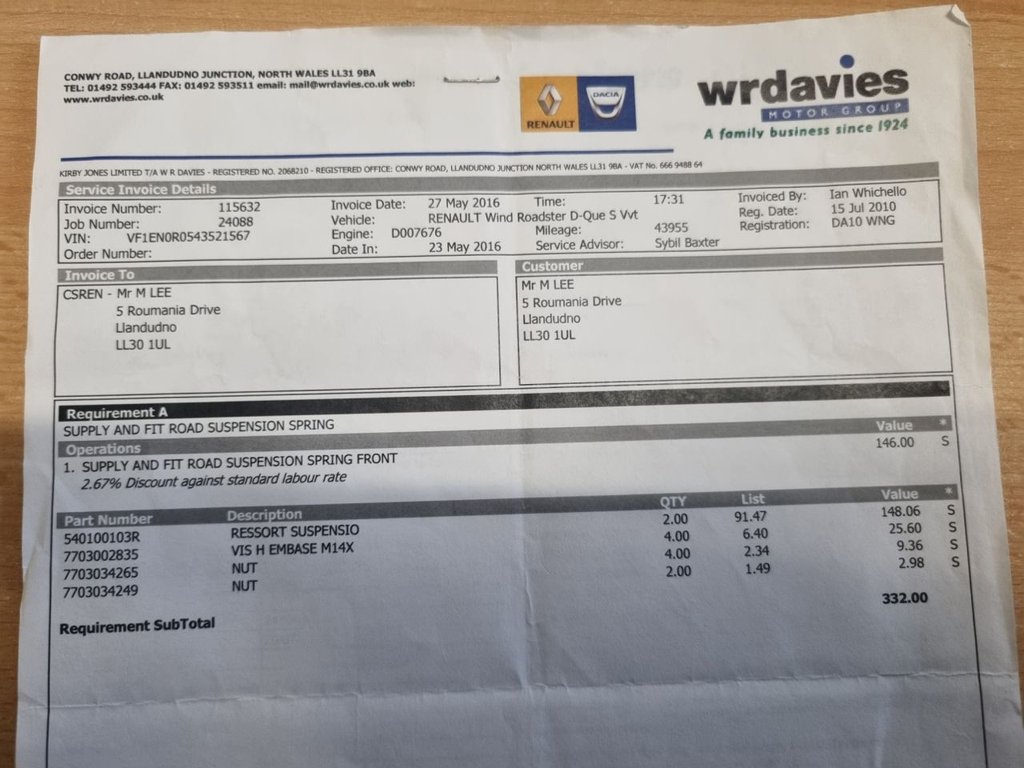 CONWY ROAD, LLANDUDNO JUNCTION, NORTH WALES LL31 9BA
TEL: 01492 593444 FAX: 01492 593511 email: mail@wrdavies.co.uk web:
www.wrdavies.co.uk
RENAULT
DACIA
wrdavies
MOTOR GROUP
A family business since 1924
KIRBY JONES LIMITED T/A W R DAVIES - REGISTERED NO. 2068210 - REGISTERED OFFICE: CONWY ROAD, LLANDUDNO JUNCTION NORTH WALES LL31 9BA - VAT No. 666 9488 64
Service Invoice Details
Invoice Number: 115632 Invoice Date: 27 May 2016 Time: 17:31 Invoiced By: Ian Whichello
Job Number: 24088 Vehicle: RENAULT Wind Roadster D-Que S Vvt Reg. Date: 15 Jul 2010
VIN: VF1EN0R0543521567 Engine: D007676 Mileage: 43955 Registration: DA10 WNG
Order Number: Date In: 23 May 2016 Service Advisor: Sybil Baxter
Invoice To
CSREN - Mr M LEE
5 Roumania Drive
Llandudno
LL30 1UL
Customer
Mr M LEE
5 Roumania Drive
Llandudno
LL30 1UL
Requirement A
SUPPLY AND FIT ROAD SUSPENSION SPRING
Operations Value *
1. SUPPLY AND FIT ROAD SUSPENSION SPRING FRONT 146.00 S
2.67% Discount against standard labour rate
Part Number Description QTY List Value *
540100103R RESSORT SUSPENSIO 2.00 91.47 148.06 S
7703002835 VIS H EMBASE M14X 4.00 6.40 25.60 S
7703034265 NUT 4.00 2.34 9.36 S
7703034249 NUT 2.00 1.49 2.98 S
Requirement SubTotal 332.00